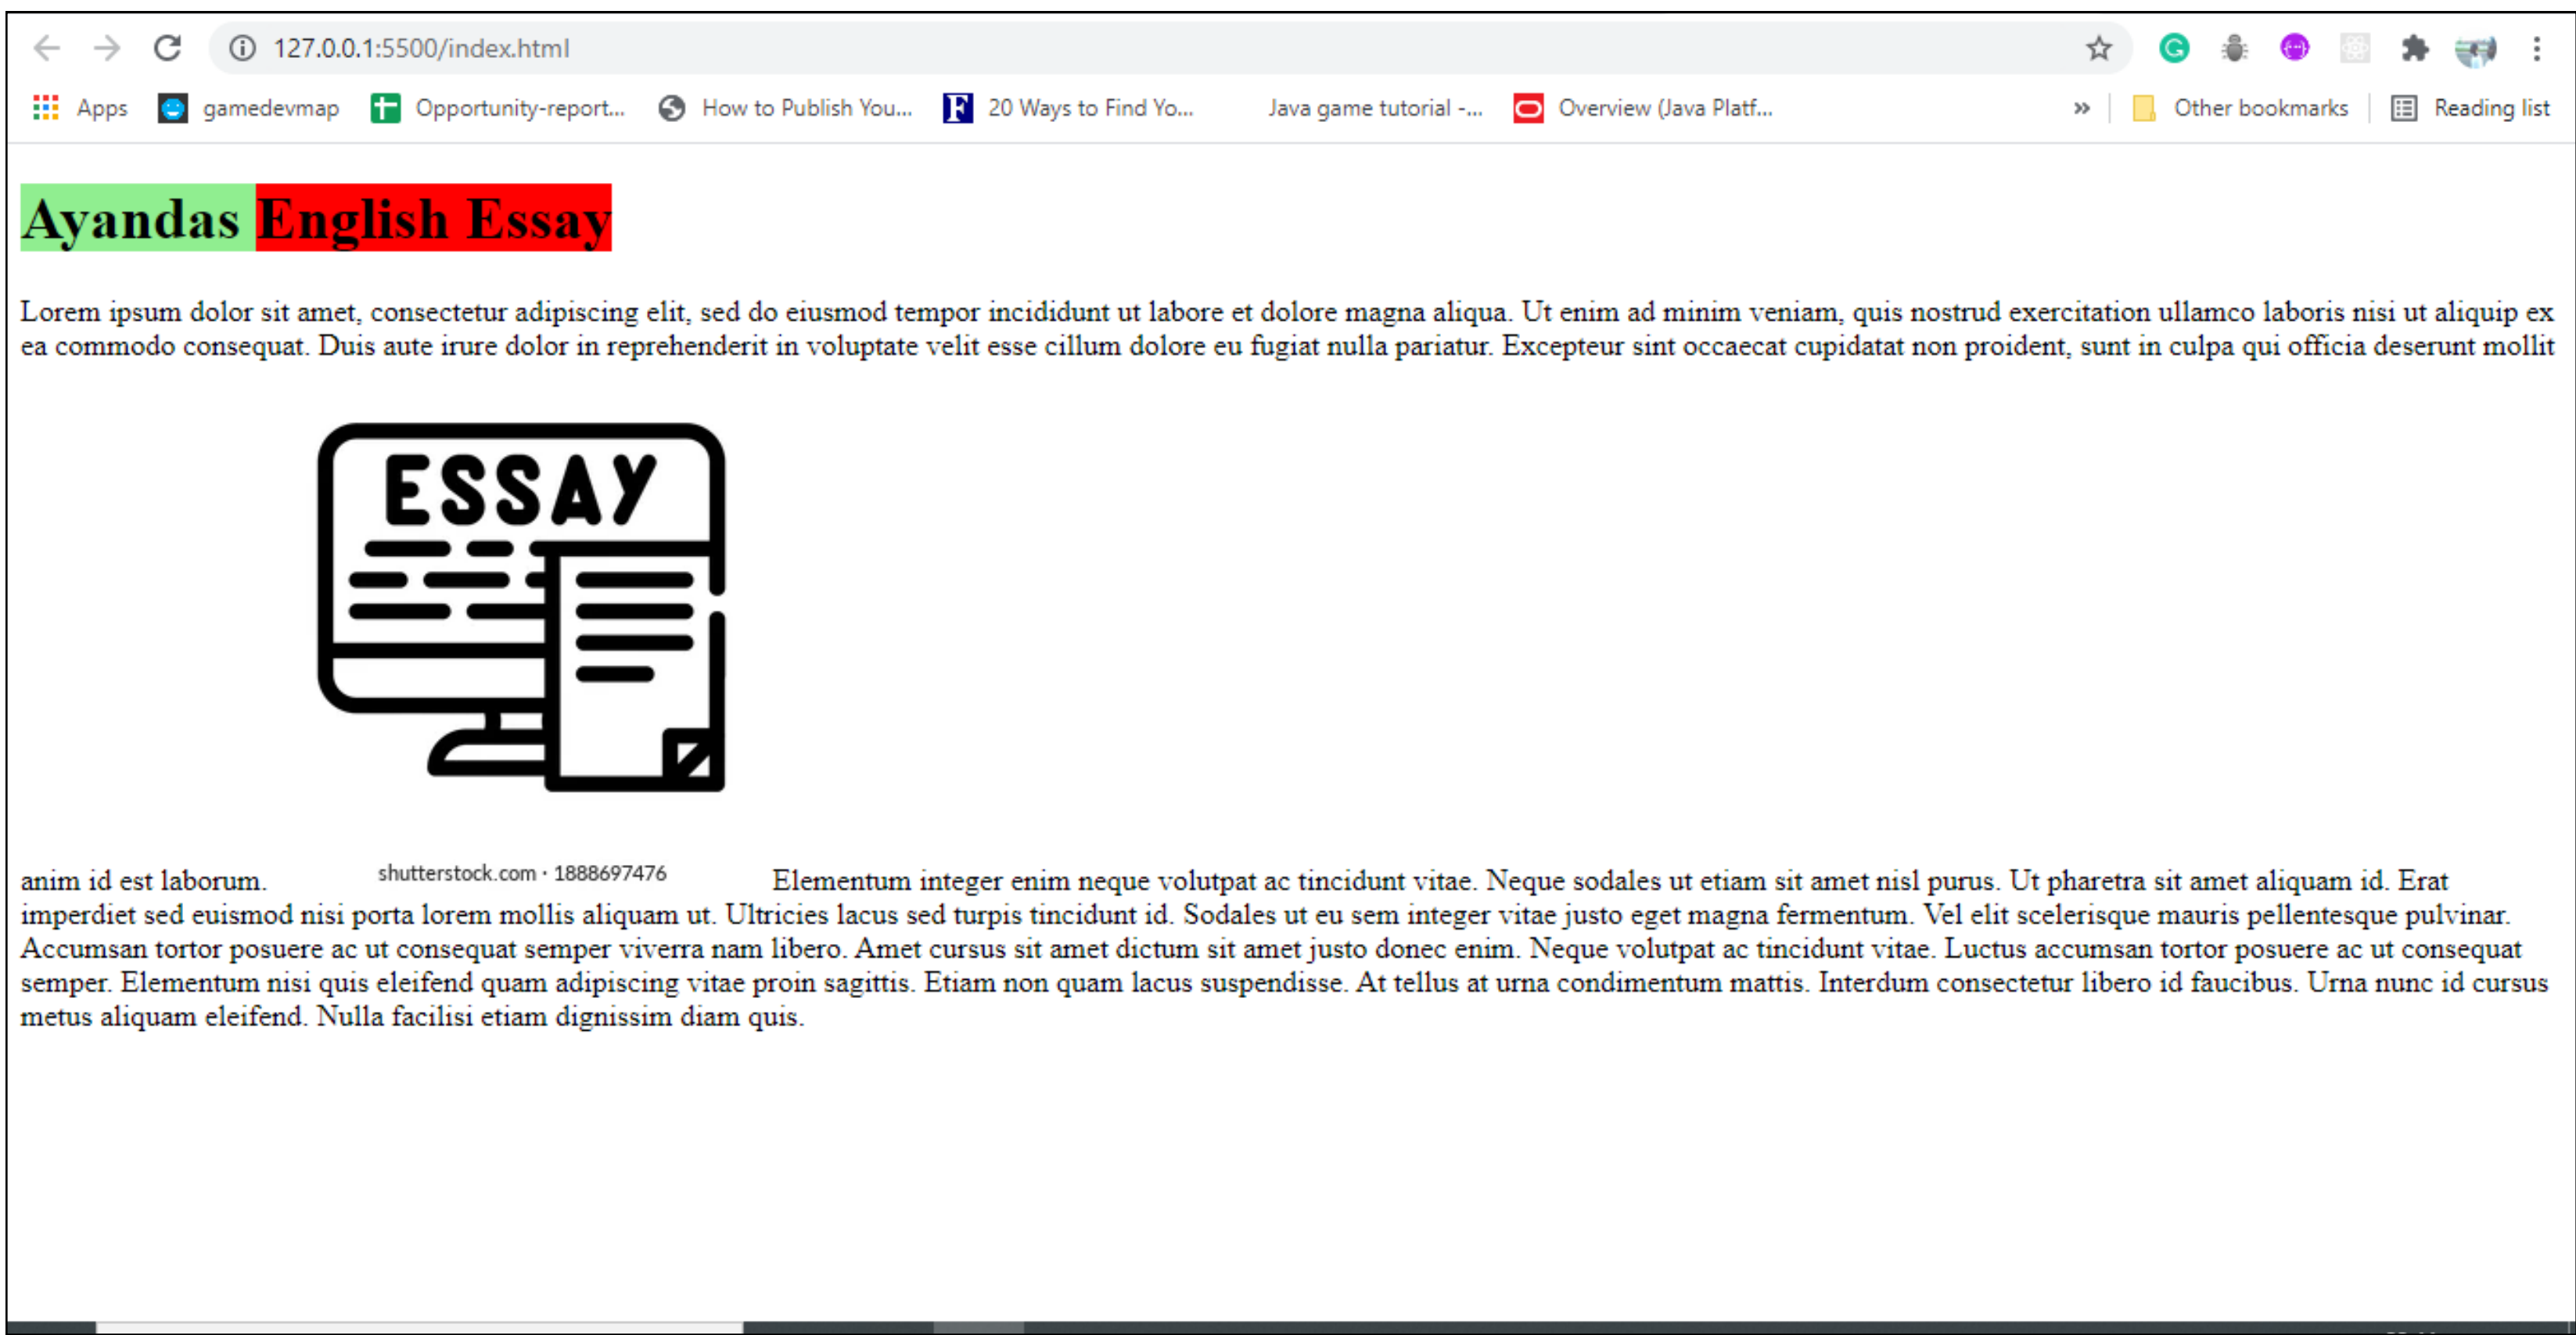 127.0.0.1:5500/index.html
Apps gamedevmap Opportunity-report... How to Publish You... 20 Ways to Find Yo... Java game tutorial -... Overview (Java Platf... » Other bookmarks Reading list
Ayandas English Essay
Lorem ipsum dolor sit amet, consectetur adipiscing elit, sed do eiusmod tempor incididunt ut labore et dolore magna aliqua. Ut enim ad minim veniam, quis nostrud exercitation ullamco laboris nisi ut aliquip ex
ea commodo consequat. Duis aute irure dolor in reprehenderit in voluptate velit esse cillum dolore eu fugiat nulla pariatur. Excepteur sint occaecat cupidatat non proident, sunt in culpa qui officia deserunt mollit
ESSAY
shutterstock.com · 1888697476
anim id est laborum. Elementum integer enim neque volutpat ac tincidunt vitae. Neque sodales ut etiam sit amet nisl purus. Ut pharetra sit amet aliquam id. Erat
imperdiet sed euismod nisi porta lorem mollis aliquam ut. Ultricies lacus sed turpis tincidunt id. Sodales ut eu sem integer vitae justo eget magna fermentum. Vel elit scelerisque mauris pellentesque pulvinar.
Accumsan tortor posuere ac ut consequat semper viverra nam libero. Amet cursus sit amet dictum sit amet justo donec enim. Neque volutpat ac tincidunt vitae. Luctus accumsan tortor posuere ac ut consequat
semper. Elementum nisi quis eleifend quam adipiscing vitae proin sagittis. Etiam non quam lacus suspendisse. At tellus at urna condimentum mattis. Interdum consectetur libero id faucibus. Urna nunc id cursus
metus aliquam eleifend. Nulla facilisi etiam dignissim diam quis.